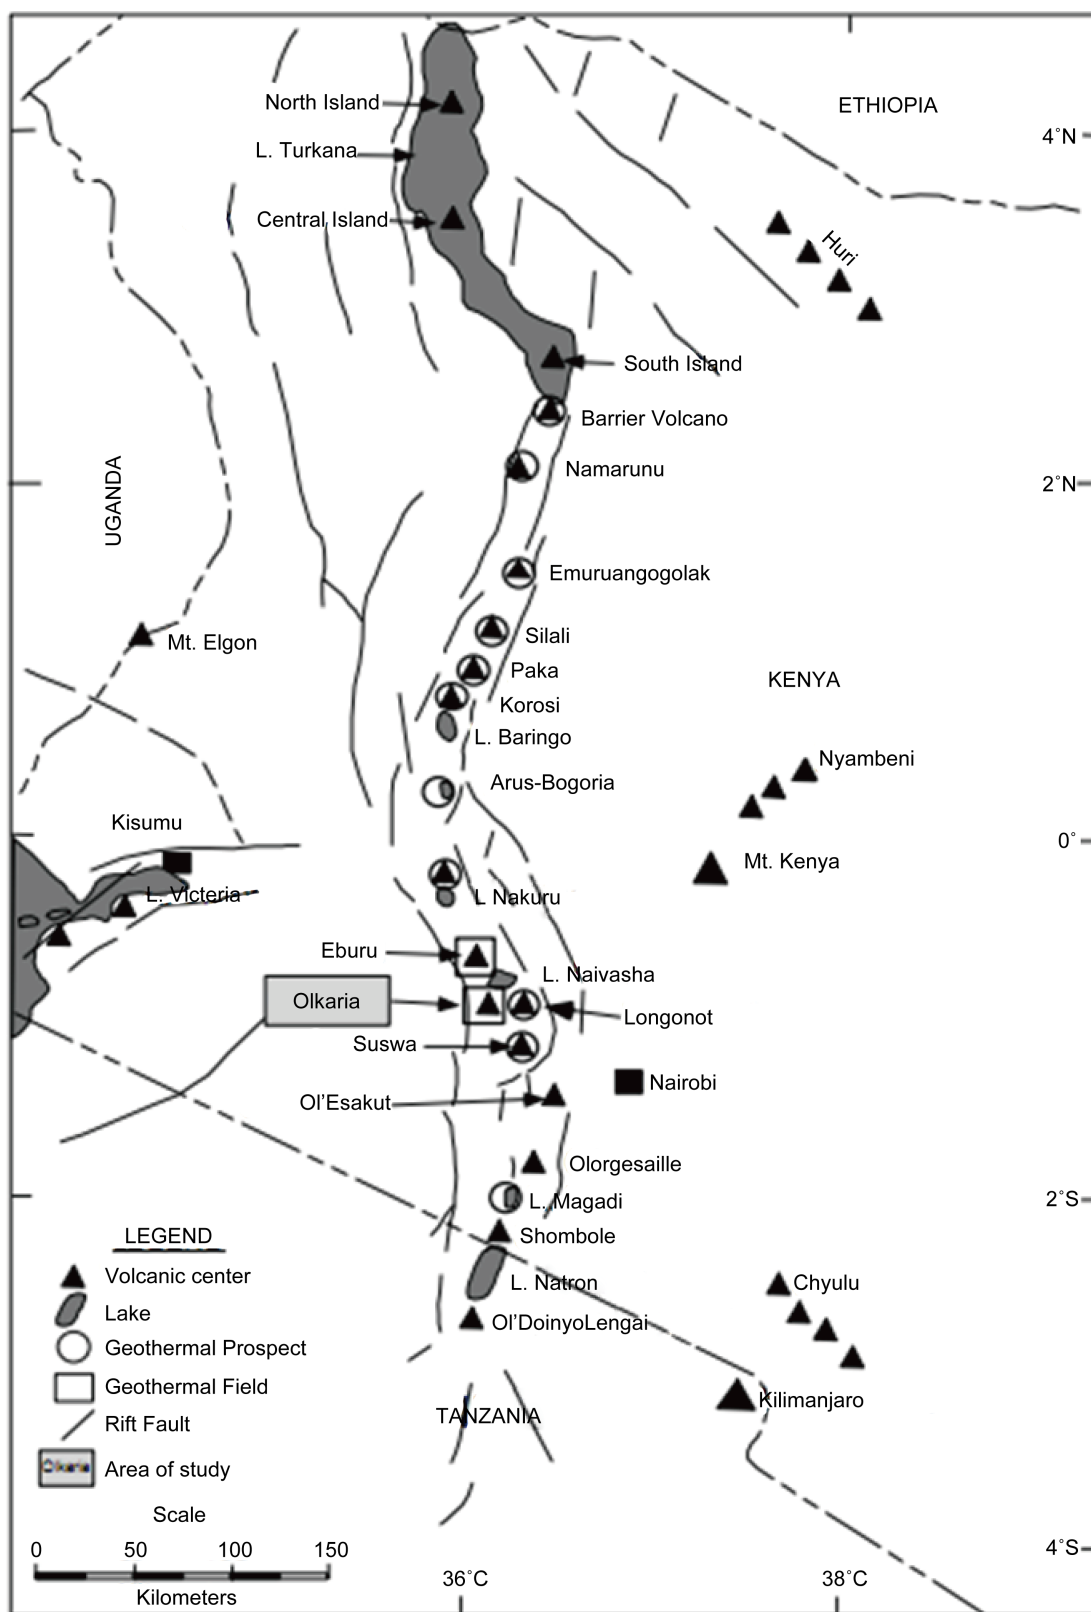 North Island
ETHIOPIA
4°N
L. Turkana
Central Island
Huri
South Island
Barrier Volcano
Namarunu
2°N
UGANDA
Emuruangogolak
Silali
Mt. Elgon
Paka
KENYA
Korosi
L. Baringo
Nyambeni
Arus-Bogoria
Kisumu
0°
Mt. Kenya
L. Victeria
L Nakuru
Eburu
L. Naivasha
Olkaria
Longonot
Suswa
Nairobi
Ol'Esakut
Olorgesaille
L. Magadi
2°S
LEGEND
Shombole
Volcanic center
L. Natron
Chyulu
Lake
Ol'DoinyoLengai
Geothermal Prospect
Geothermal Field
Kilimanjaro
Rift Fault
TANZANIA
Olkaria
Area of study
Scale
0 50 100 150
4°S
Kilometers
36°C
38°C